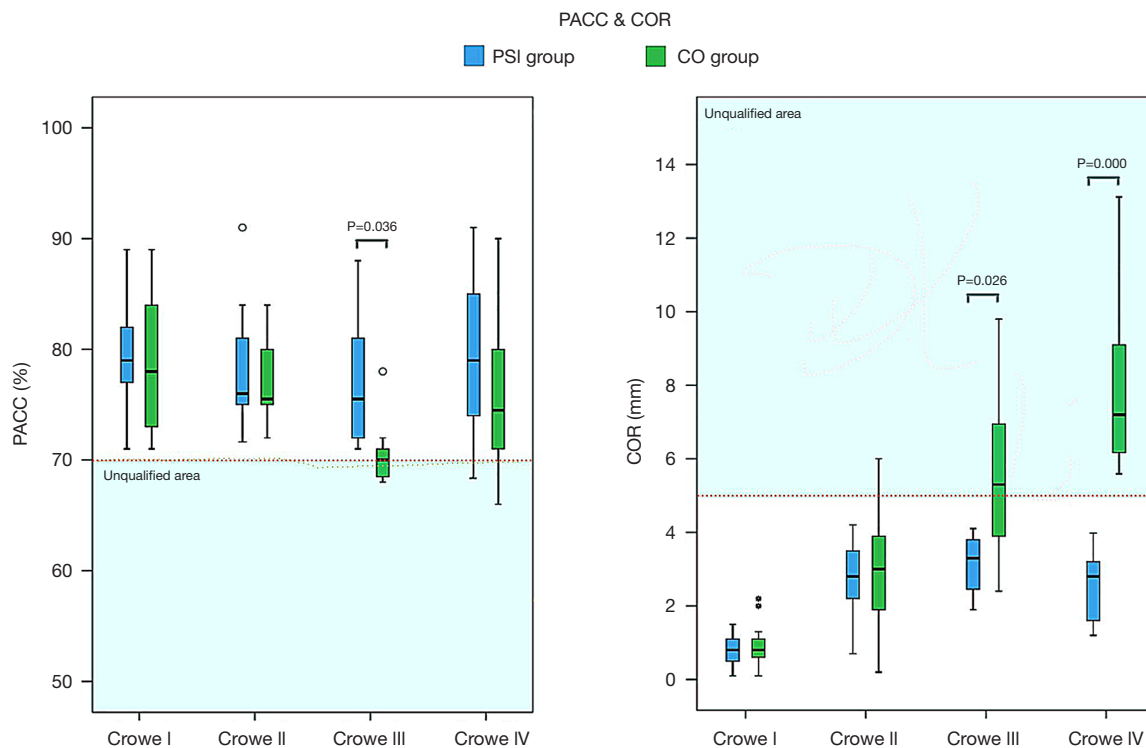 PACC & COR
PSI group
CO group
PACC (%)
100
90
80
70
60
50
P=0.036
Unqualified area
Crowe I
Crowe II
Crowe III
Crowe IV
COR (mm)
14
12
10
8
6
4
2
0
Unqualified area
P=0.026
P=0.000
Crowe I
Crowe II
Crowe III
Crowe IV